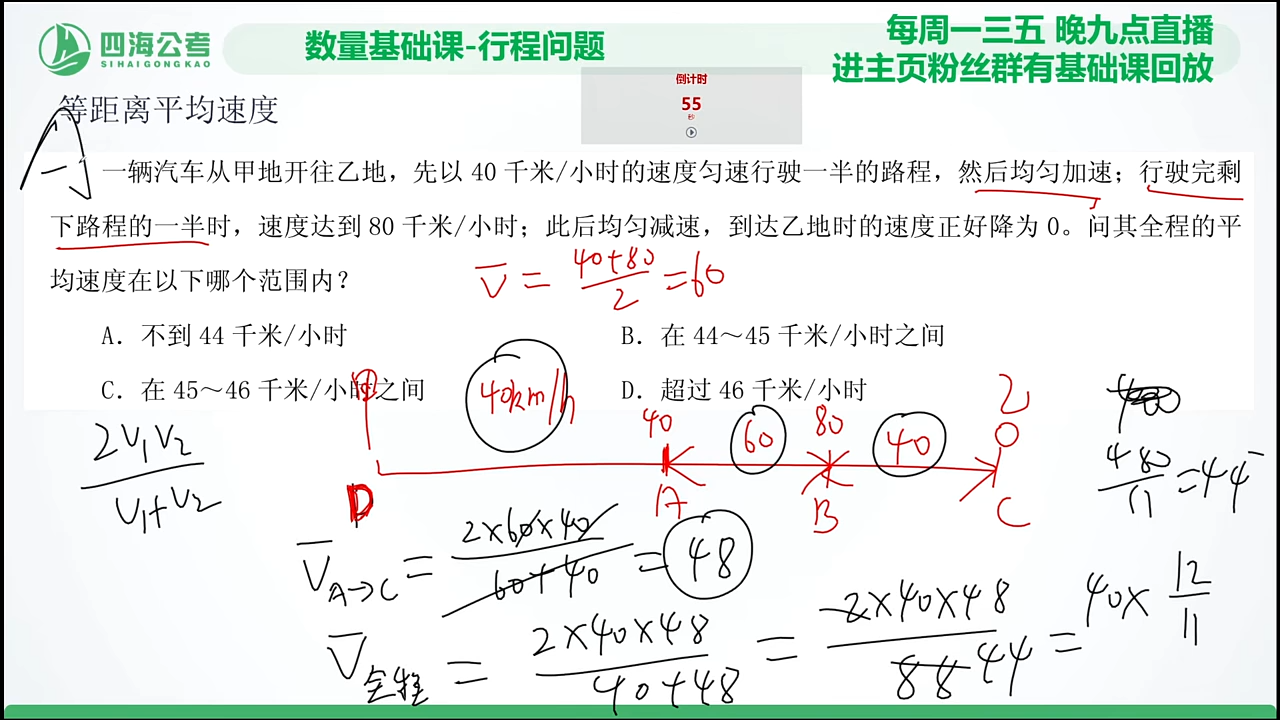 四海公考
SIHAIGONGKAO
数量基础课-行程问题
每周一三五 晚九点直播
进主页粉丝群有基础课回放
倒计时
55
秒
等距离平均速度
一辆汽车从甲地开往乙地，先以 40 千米/小时的速度匀速行驶一半的路程，然后均匀加速；行驶完剩
下路程的一半时，速度达到 80 千米/小时；此后均匀减速，到达乙地时的速度正好降为 0。问其全程的平
均速度在以下哪个范围内？
V = 40+80/2 = 60
A．不到 44 千米/小时
B．在 44～45 千米/小时之间
C．在 45～46 千米/小时之间
D．超过 46 千米/小时
甲 40km/h 40 60 80 40 0 乙
D A B C
2V₁V₂/V₁+V₂
480/11 = 44⁻
V A→C = 2×60×40/60+40 = 48
V 全程 = 2×40×48/40+48 = 2×40×48/88 44 = 40× 12/11